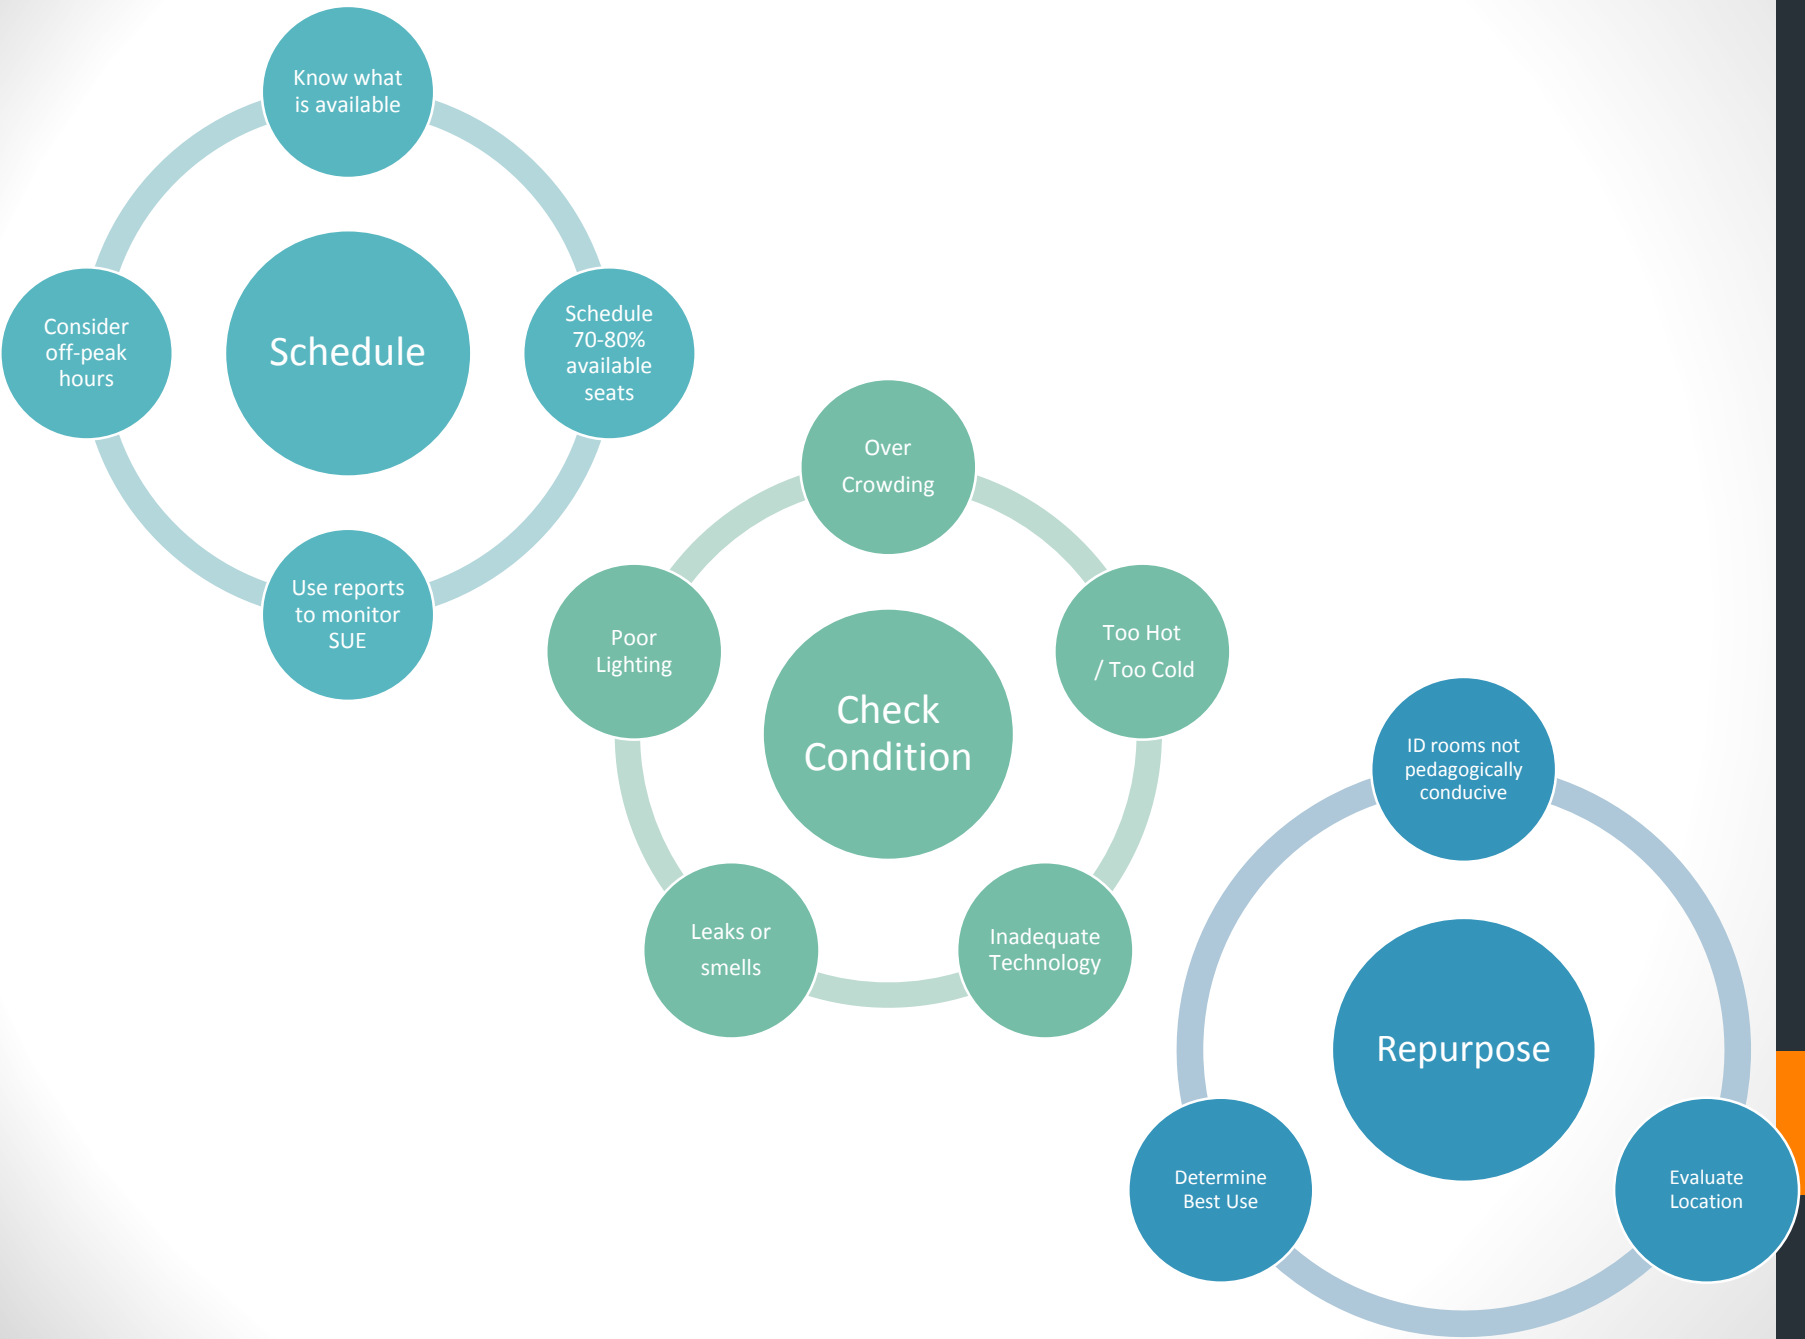 Know what
is available
Schedule
70-80%
available
seats
Use reports
to monitor
SUE
Consider
off-peak
hours
Schedule
Over
Crowding
Too Hot
/ Too Cold
Inadequate
Technology
Leaks or
smells
Poor
Lighting
Check
Condition
ID rooms not
pedagogically
conducive
Evaluate
Location
Determine
Best Use
Repurpose